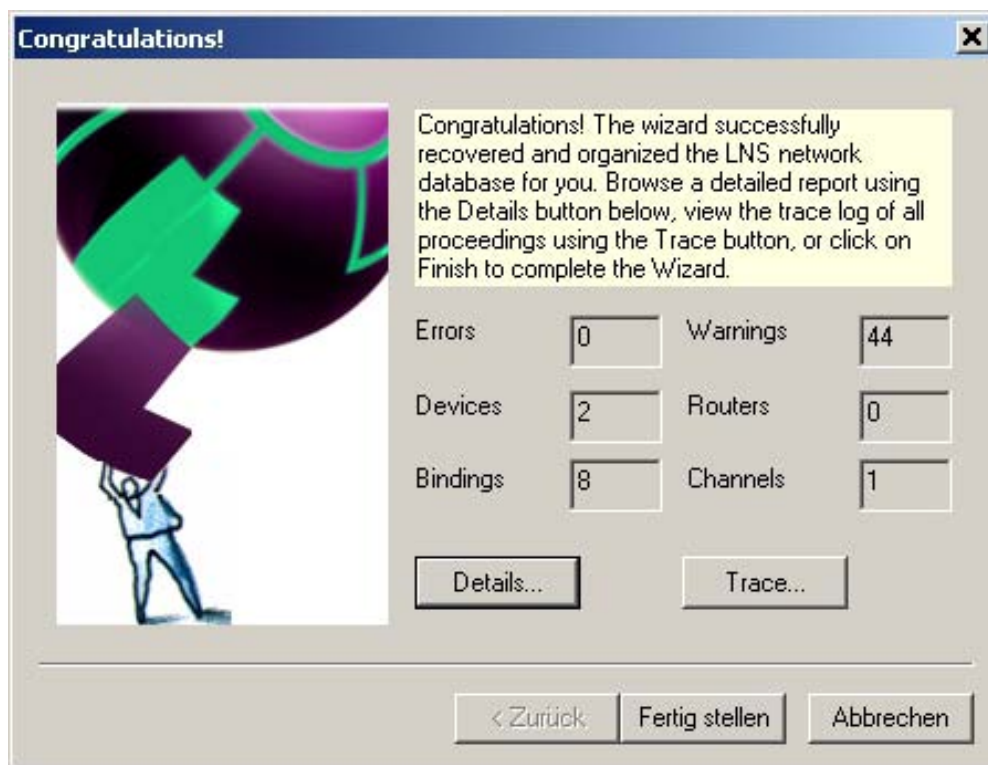 Congratulations!
Congratulations! The wizard successfully
recovered and organized the LNS network
database for you. Browse a detailed report using
the Details button below, view the trace log of all
proceedings using the Trace button, or click on
Finish to complete the Wizard.
Errors 0 Warnings 44
Devices 2 Routers 0
Bindings 8 Channels 1
Details... Trace...
< Zurück Fertig stellen Abbrechen